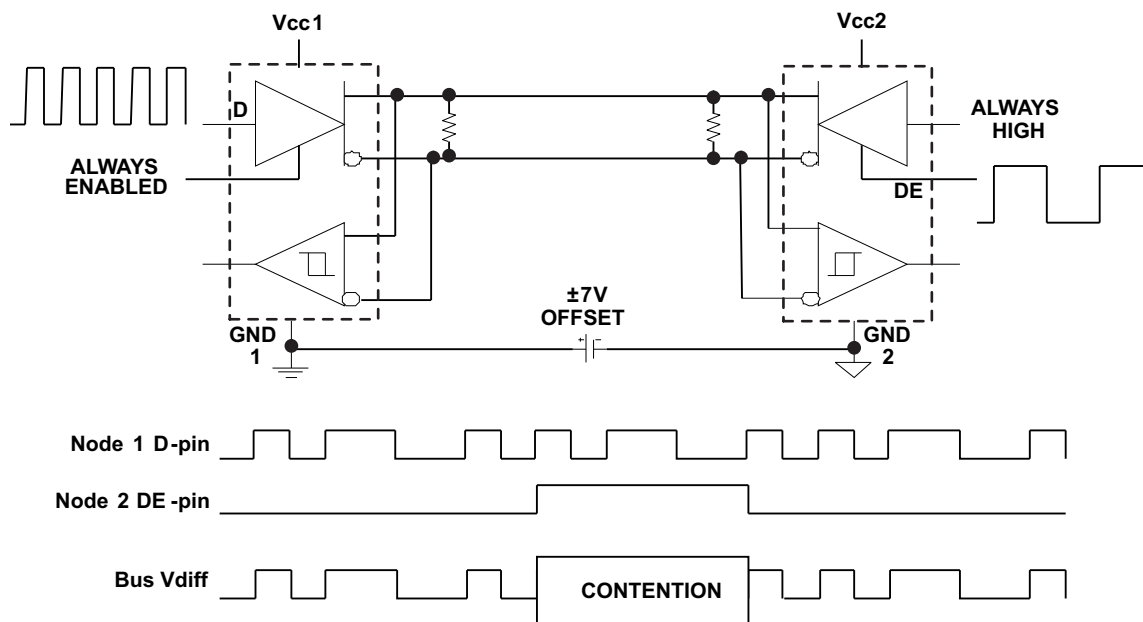 Vcc1
Vcc2
D
ALWAYS
ENABLED
ALWAYS
HIGH
DE
±7V
OFFSET
+ -
GND
1
GND
2
Node 1 D-pin
Node 2 DE -pin
Bus Vdiff
CONTENTION